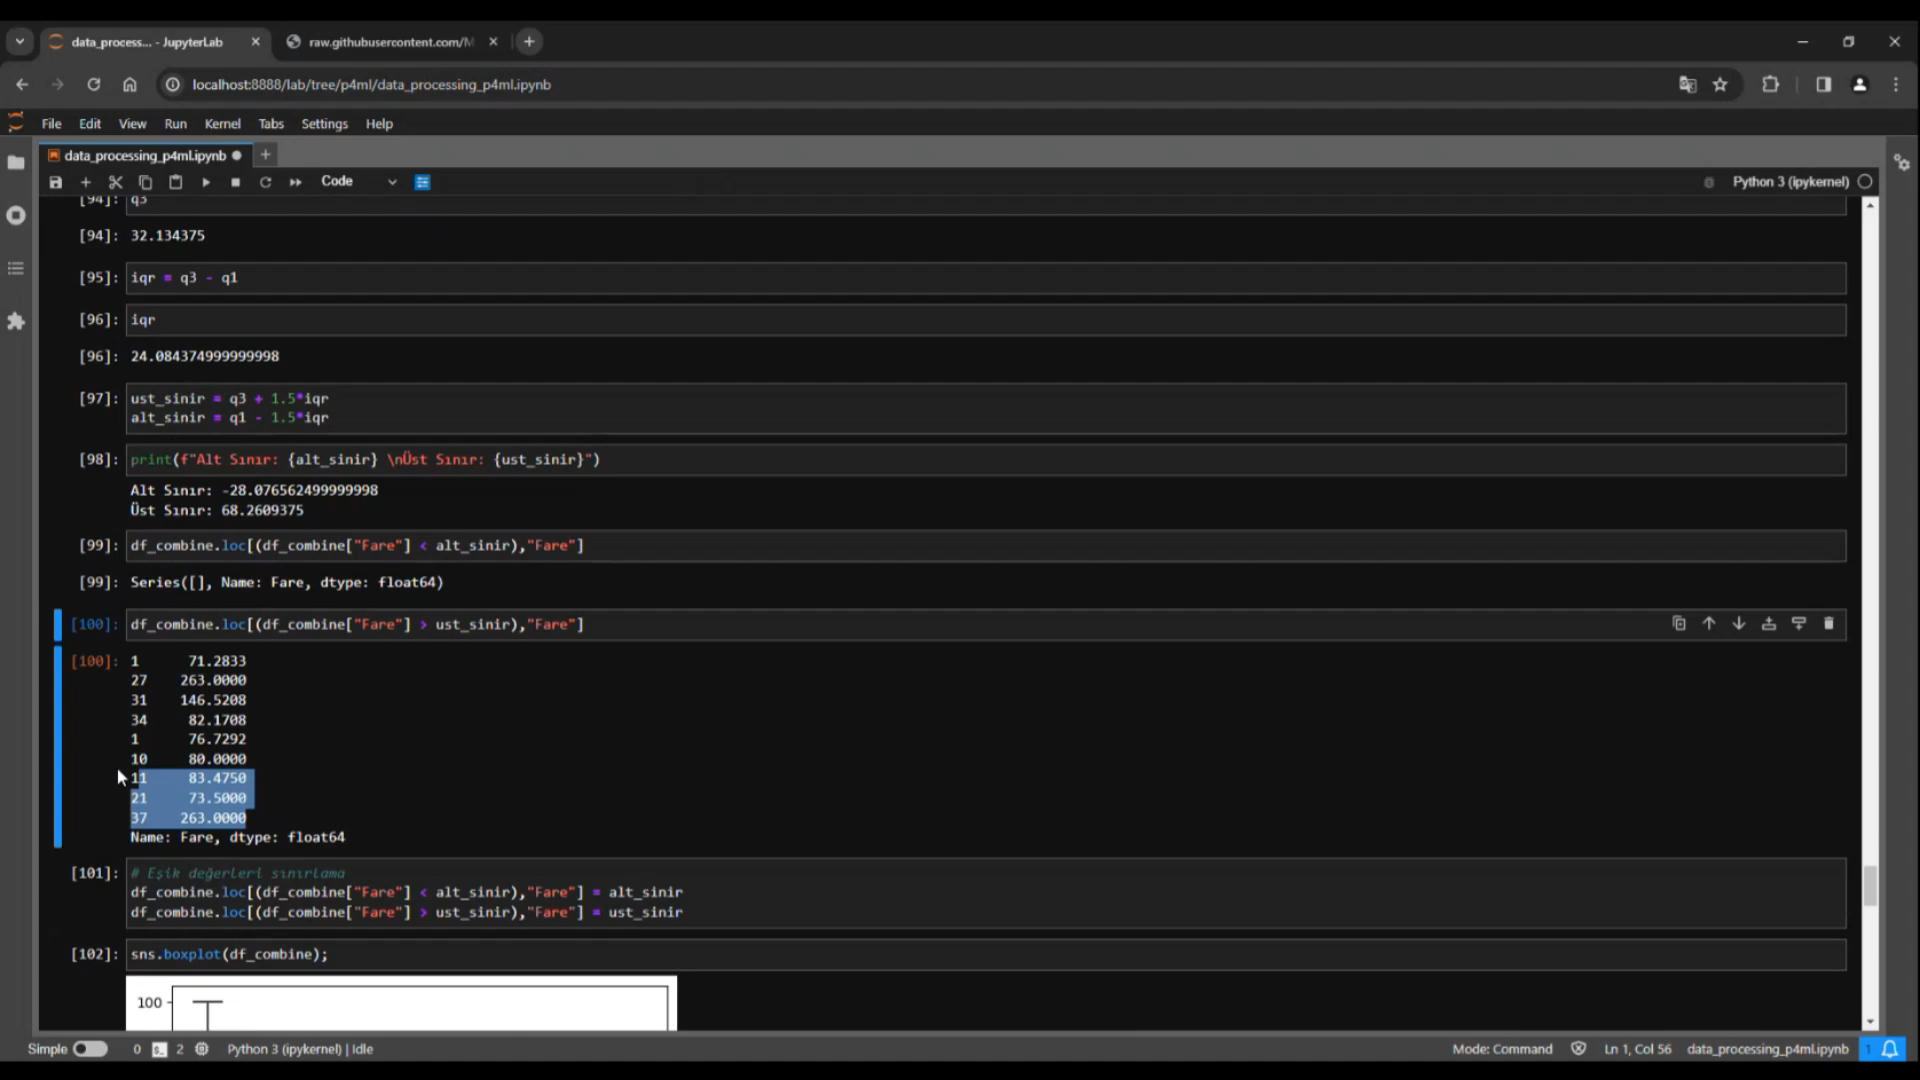 data_process... - JupyterLab
raw.githubusercontent.com/M
localhost:8888/lab/tree/p4ml/data_processing_p4ml.ipynb
File Edit View Run Kernel Tabs Settings Help
data_processing_p4ml.ipynb
Code
Python 3 (ipykernel)
[94]: q3
[94]: 32.134375
[95]: iqr = q3 - q1
[96]: iqr
[96]: 24.084374999999998
[97]: ust_sinir = q3 + 1.5*iqr
alt_sinir = q1 - 1.5*iqr
[98]: print(f"Alt Sınır: {alt_sinir} \nÜst Sınır: {ust_sinir}")
Alt Sınır: -28.076562499999998
Üst Sınır: 68.2609375
[99]: df_combine.loc[(df_combine["Fare"] < alt_sinir),"Fare"]
[99]: Series([], Name: Fare, dtype: float64)
[100]: df_combine.loc[(df_combine["Fare"] > ust_sinir),"Fare"]
[100]: 1 71.2833
27 263.0000
31 146.5208
34 82.1708
1 76.7292
10 80.0000
11 83.4750
21 73.5000
37 263.0000
Name: Fare, dtype: float64
[101]: # Eşik değerleri sınırlama
df_combine.loc[(df_combine["Fare"] < alt_sinir),"Fare"] = alt_sinir
df_combine.loc[(df_combine["Fare"] > ust_sinir),"Fare"] = ust_sinir
[102]: sns.boxplot(df_combine);
100
Simple 0 2 Python 3 (ipykernel) | Idle Mode: Command Ln 1, Col 56 data_processing_p4ml.ipynb 1